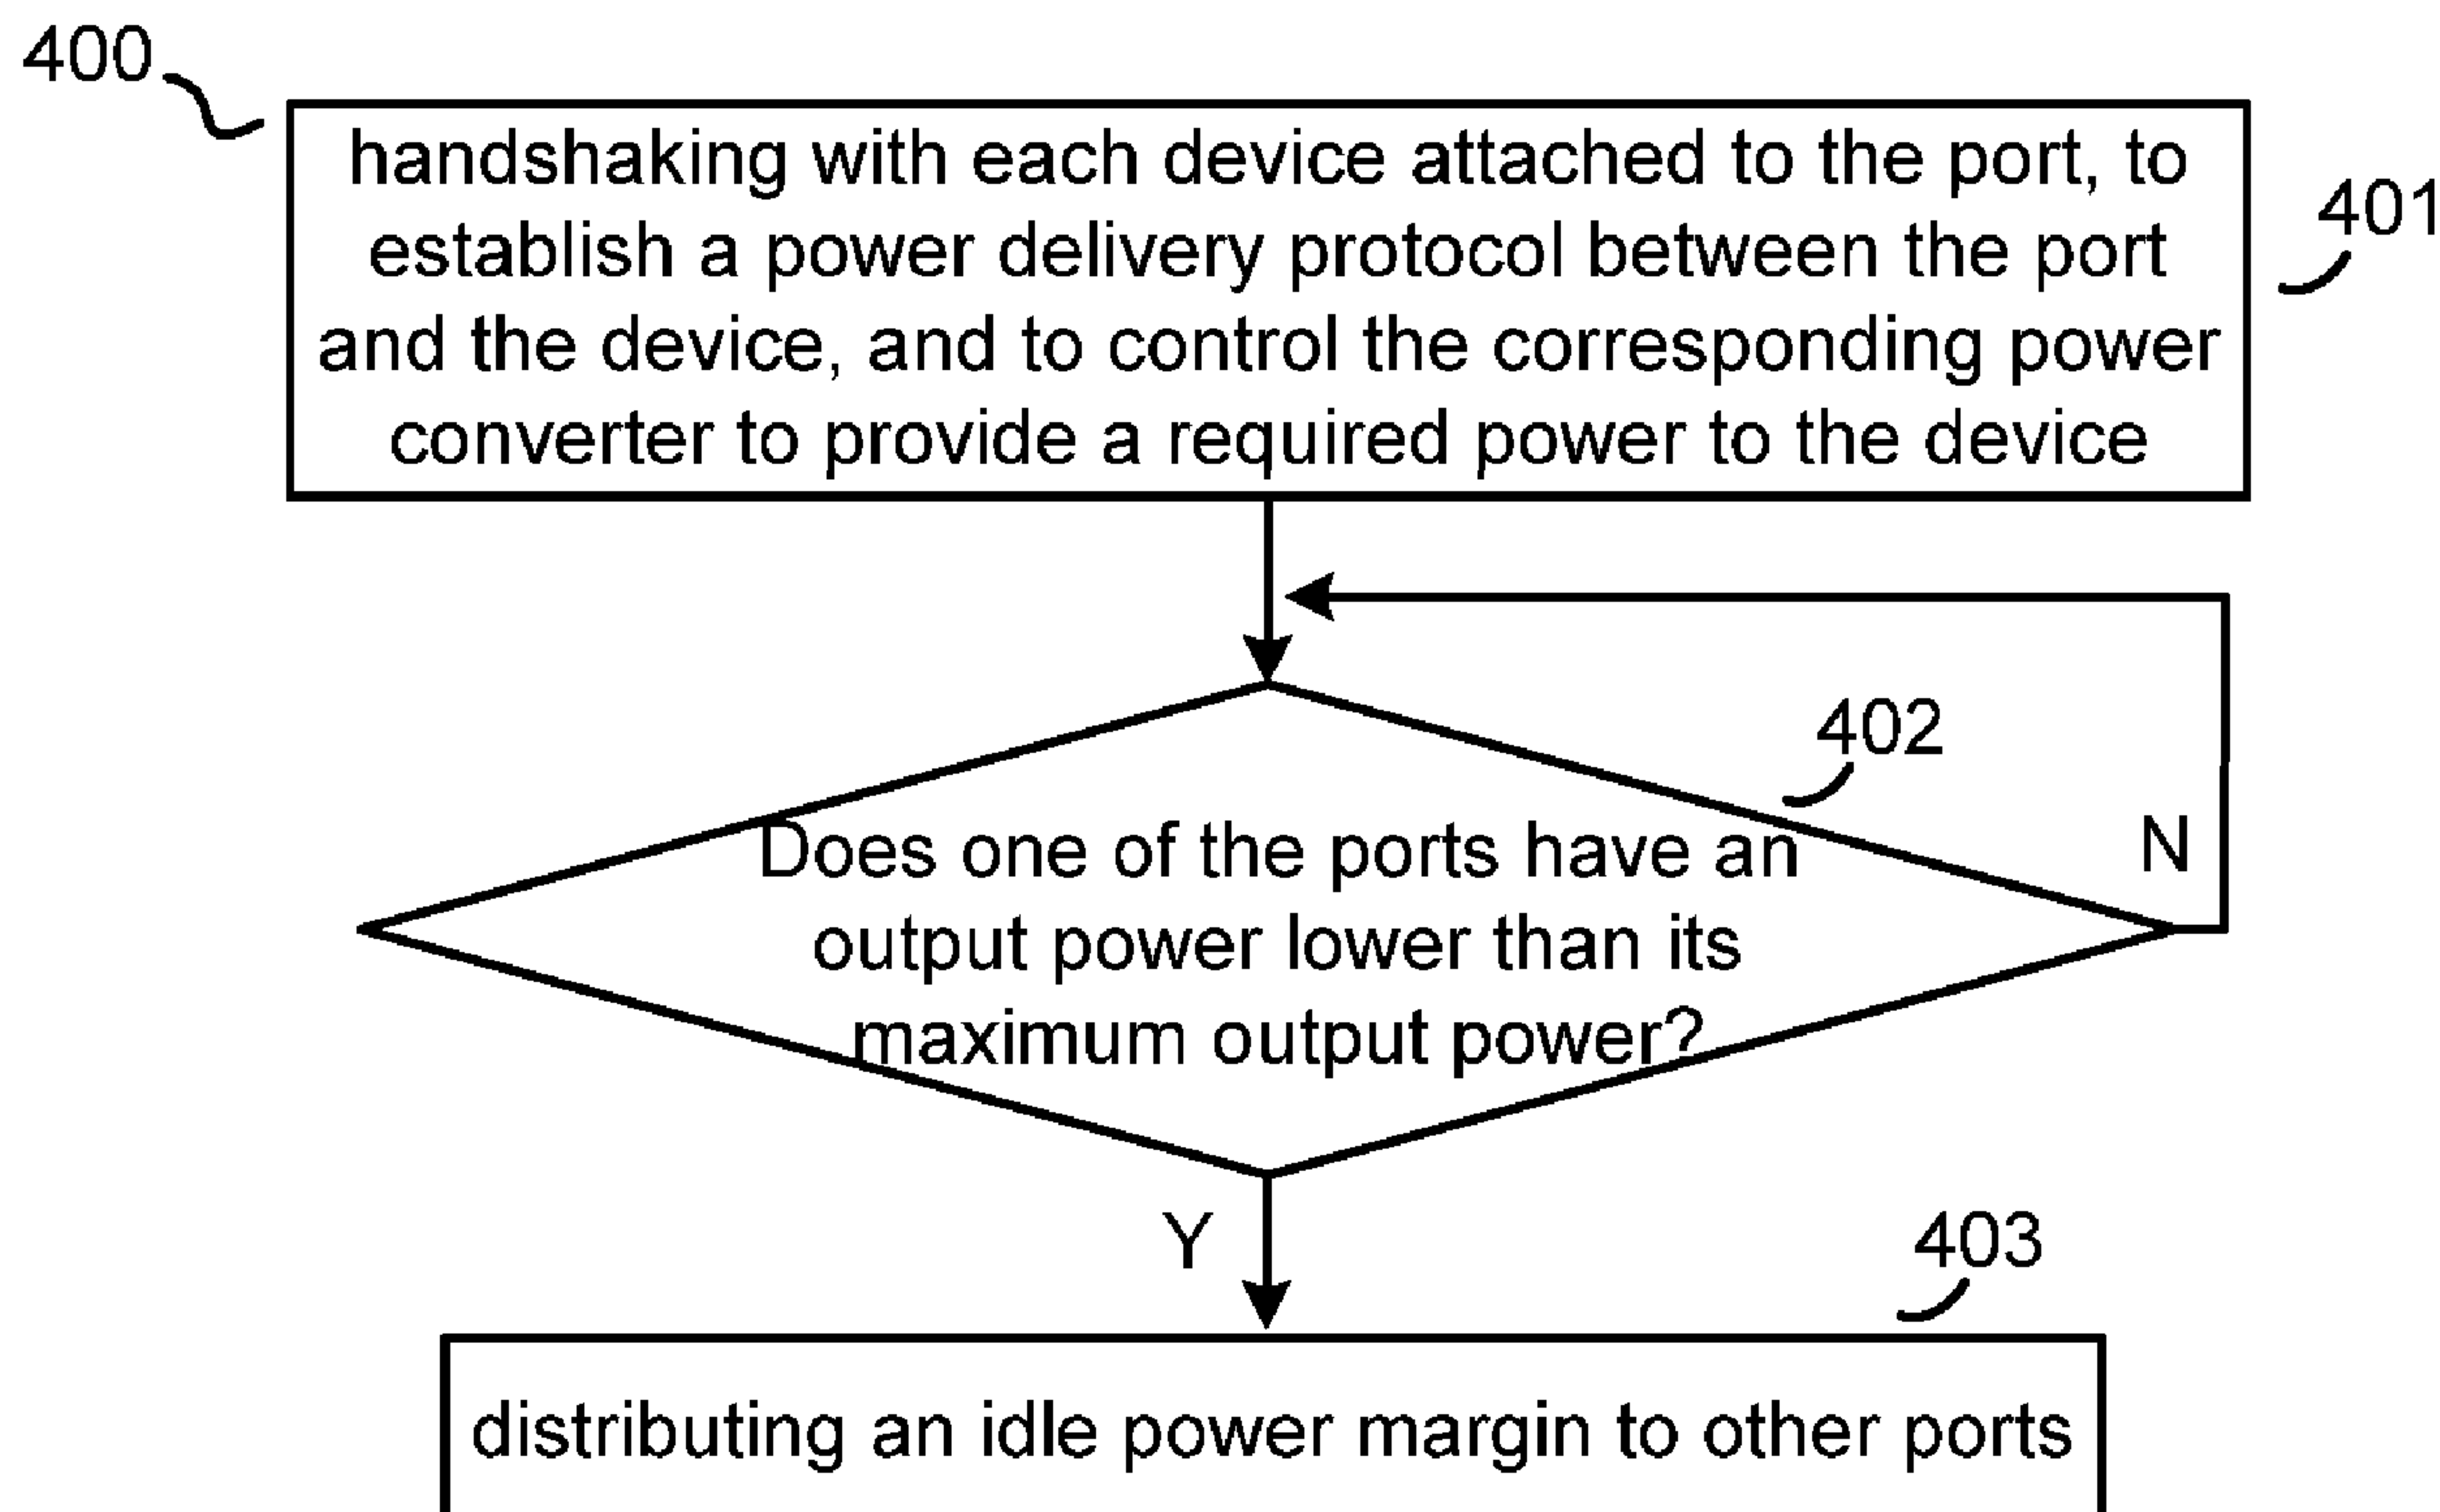 400
handshaking with each device attached to the port, to
establish a power delivery protocol between the port
and the device, and to control the corresponding power
converter to provide a required power to the device
401
402
Does one of the ports have an
output power lower than its
maximum output power?
N
Y
403
distributing an idle power margin to other ports